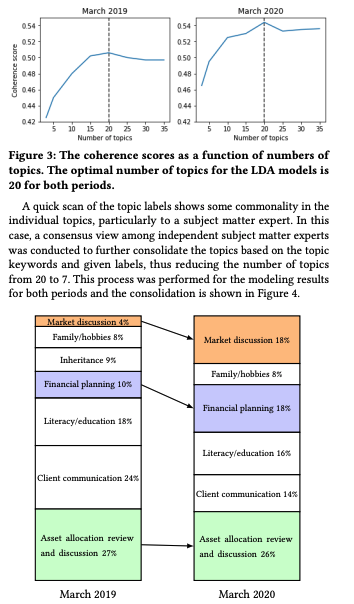 March 2019
March 2020
0.54
0.52
0.50
0.48
0.46
0.44
0.42
Coherence score
5 10 15 20 25 30 35
Number of topics
0.54
0.52
0.50
0.48
0.46
0.44
0.42
5 10 15 20 25 30 35
Number of topics
Figure 3: The coherence scores as a function of numbers of
topics. The optimal number of topics for the LDA models is
20 for both periods.
A quick scan of the topic labels shows some commonality in the
individual topics, particularly to a subject matter expert. In this
case, a consensus view among independent subject matter experts
was conducted to further consolidate the topics based on the topic
keywords and given labels, thus reducing the number of topics
from 20 to 7. This process was performed for the modeling results
for both periods and the consolidation is shown in Figure 4.
Market discussion 4%
Family/hobbies 8%
Inheritance 9%
Financial planning 10%
Literacy/education 18%
Client communication 24%
Asset allocation review
and discussion 27%
March 2019
Market discussion 18%
Family/hobbies 8%
Financial planning 18%
Literacy/education 16%
Client communication 14%
Asset allocation review
and discussion 26%
March 2020